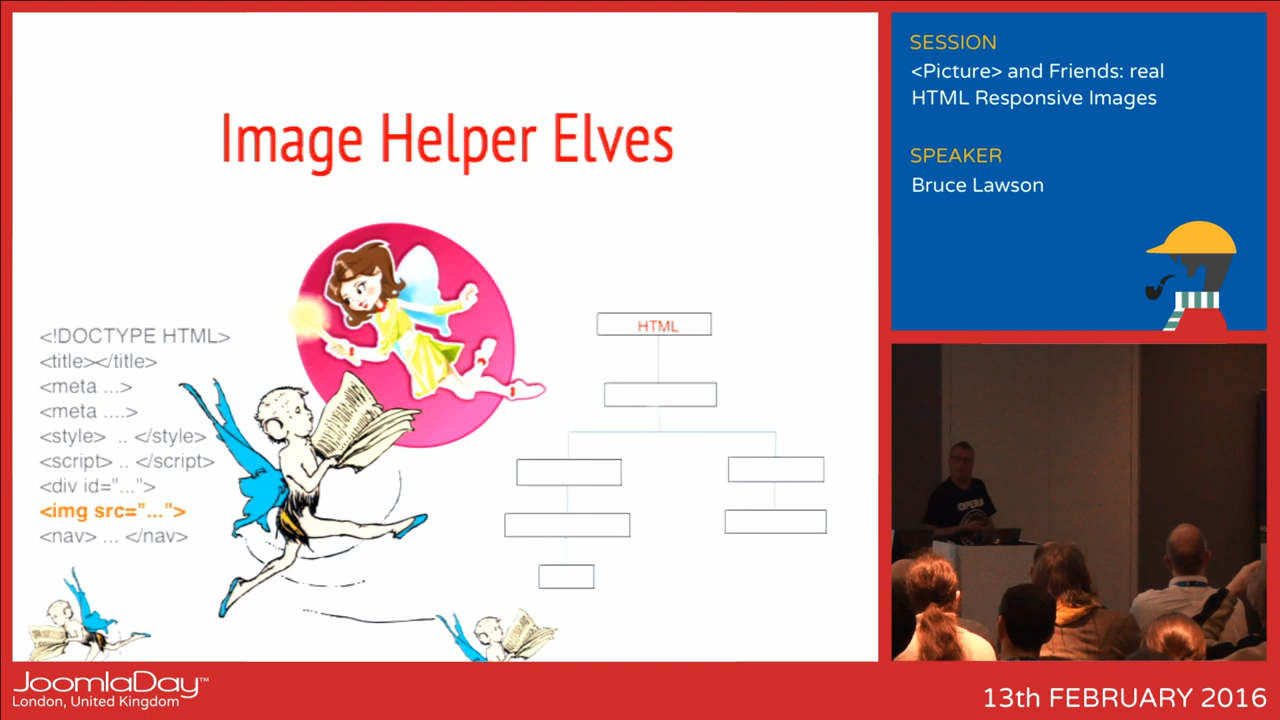 Image Helper Elves
<!DOCTYPE HTML>
<title></title>
<meta ...>
<meta ....>
<style> .. </style>
<script> .. </script>
<div id="...">
<img src="...">
<nav> ... </nav>
HTML
SESSION
<Picture> and Friends: real
HTML Responsive Images
SPEAKER
Bruce Lawson
OPERA
JoomlaDay™
London, United Kingdom
13th FEBRUARY 2016